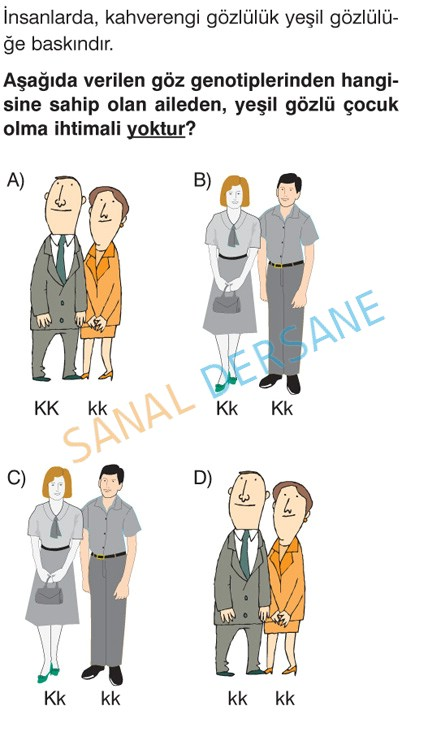 İnsanlarda, kahverengi gözlülük yeşil gözlülü-
ğe baskındır.
Aşağıda verilen göz genotiplerinden hangi-
sine sahip olan aileden, yeşil gözlü çocuk
olma ihtimali yoktur?
A)
B)
KK kk
Kk Kk
SANAL DERSANE
C)
D)
Kk kk
kk kk